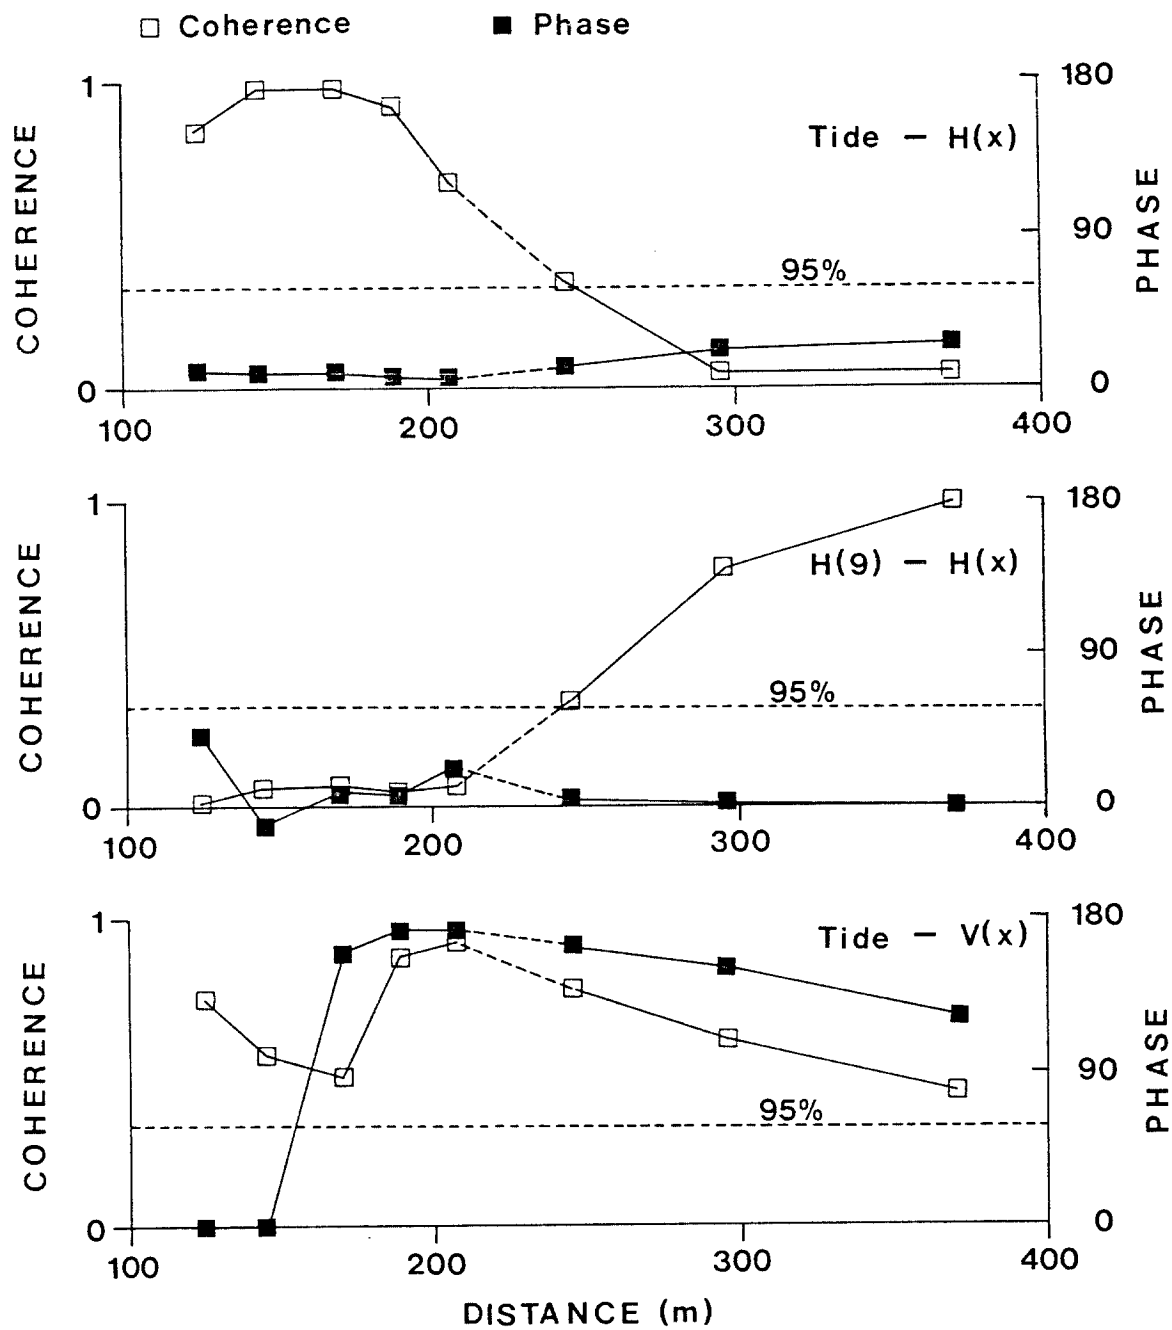 □ Coherence ■ Phase
1
180
Tide — H(x)
COHERENCE
PHASE
90
95%
0
0
100 200 300 400
1
180
H(9) — H(x)
COHERENCE
PHASE
90
95%
0
0
100 200 300 400
1
180
Tide — V(x)
COHERENCE
PHASE
90
95%
0
0
100 200 300 400
DISTANCE (m)